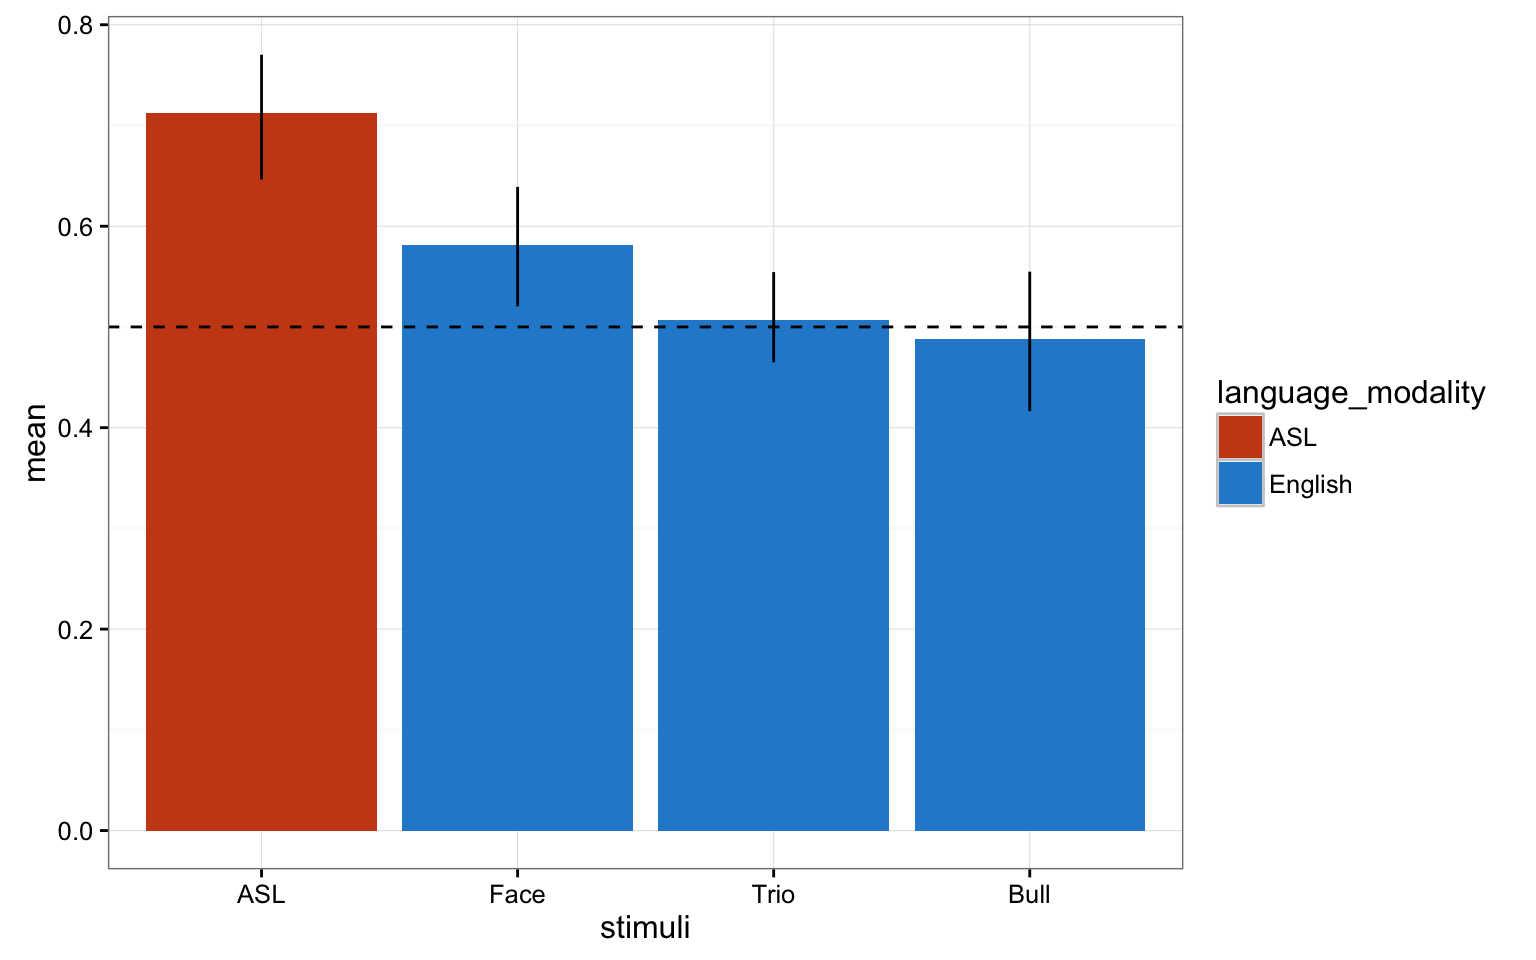 0.8
0.6
0.4
0.2
0.0
mean
ASL Face Trio Bull
stimuli
language_modality
ASL
English